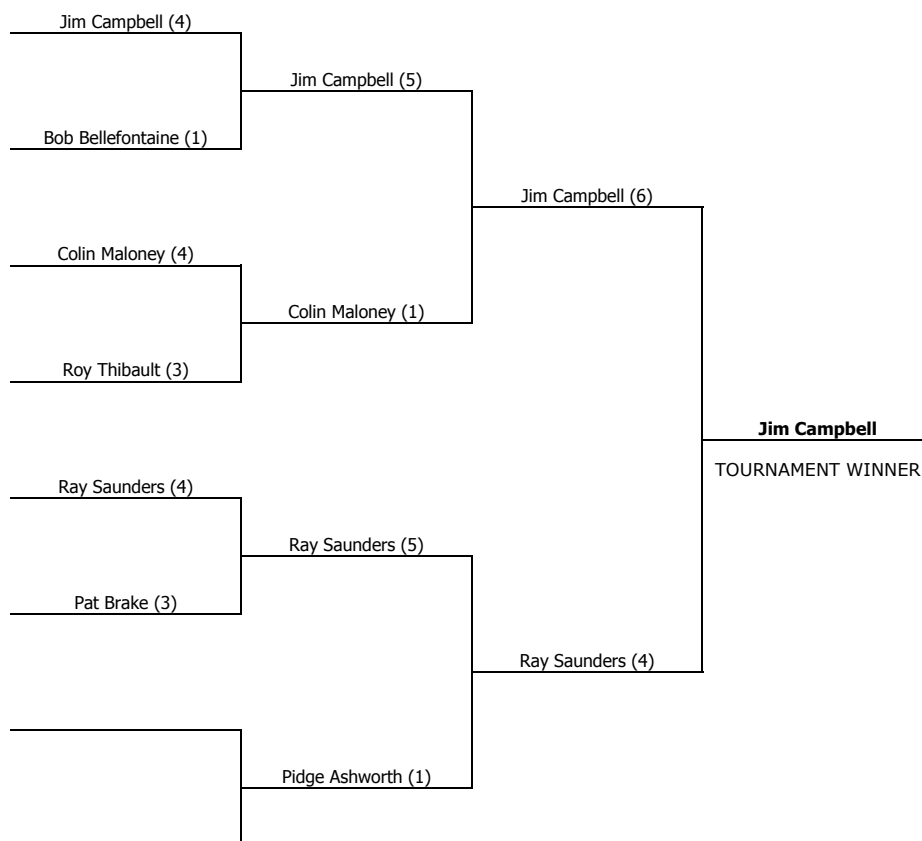 Jim Campbell (4)
Jim Campbell (5)
Bob Bellefontaine (1)
Jim Campbell (6)
Colin Maloney (4)
Colin Maloney (1)
Roy Thibault (3)
Jim Campbell
TOURNAMENT WINNER
Ray Saunders (4)
Ray Saunders (5)
Pat Brake (3)
Ray Saunders (4)
Pidge Ashworth (1)